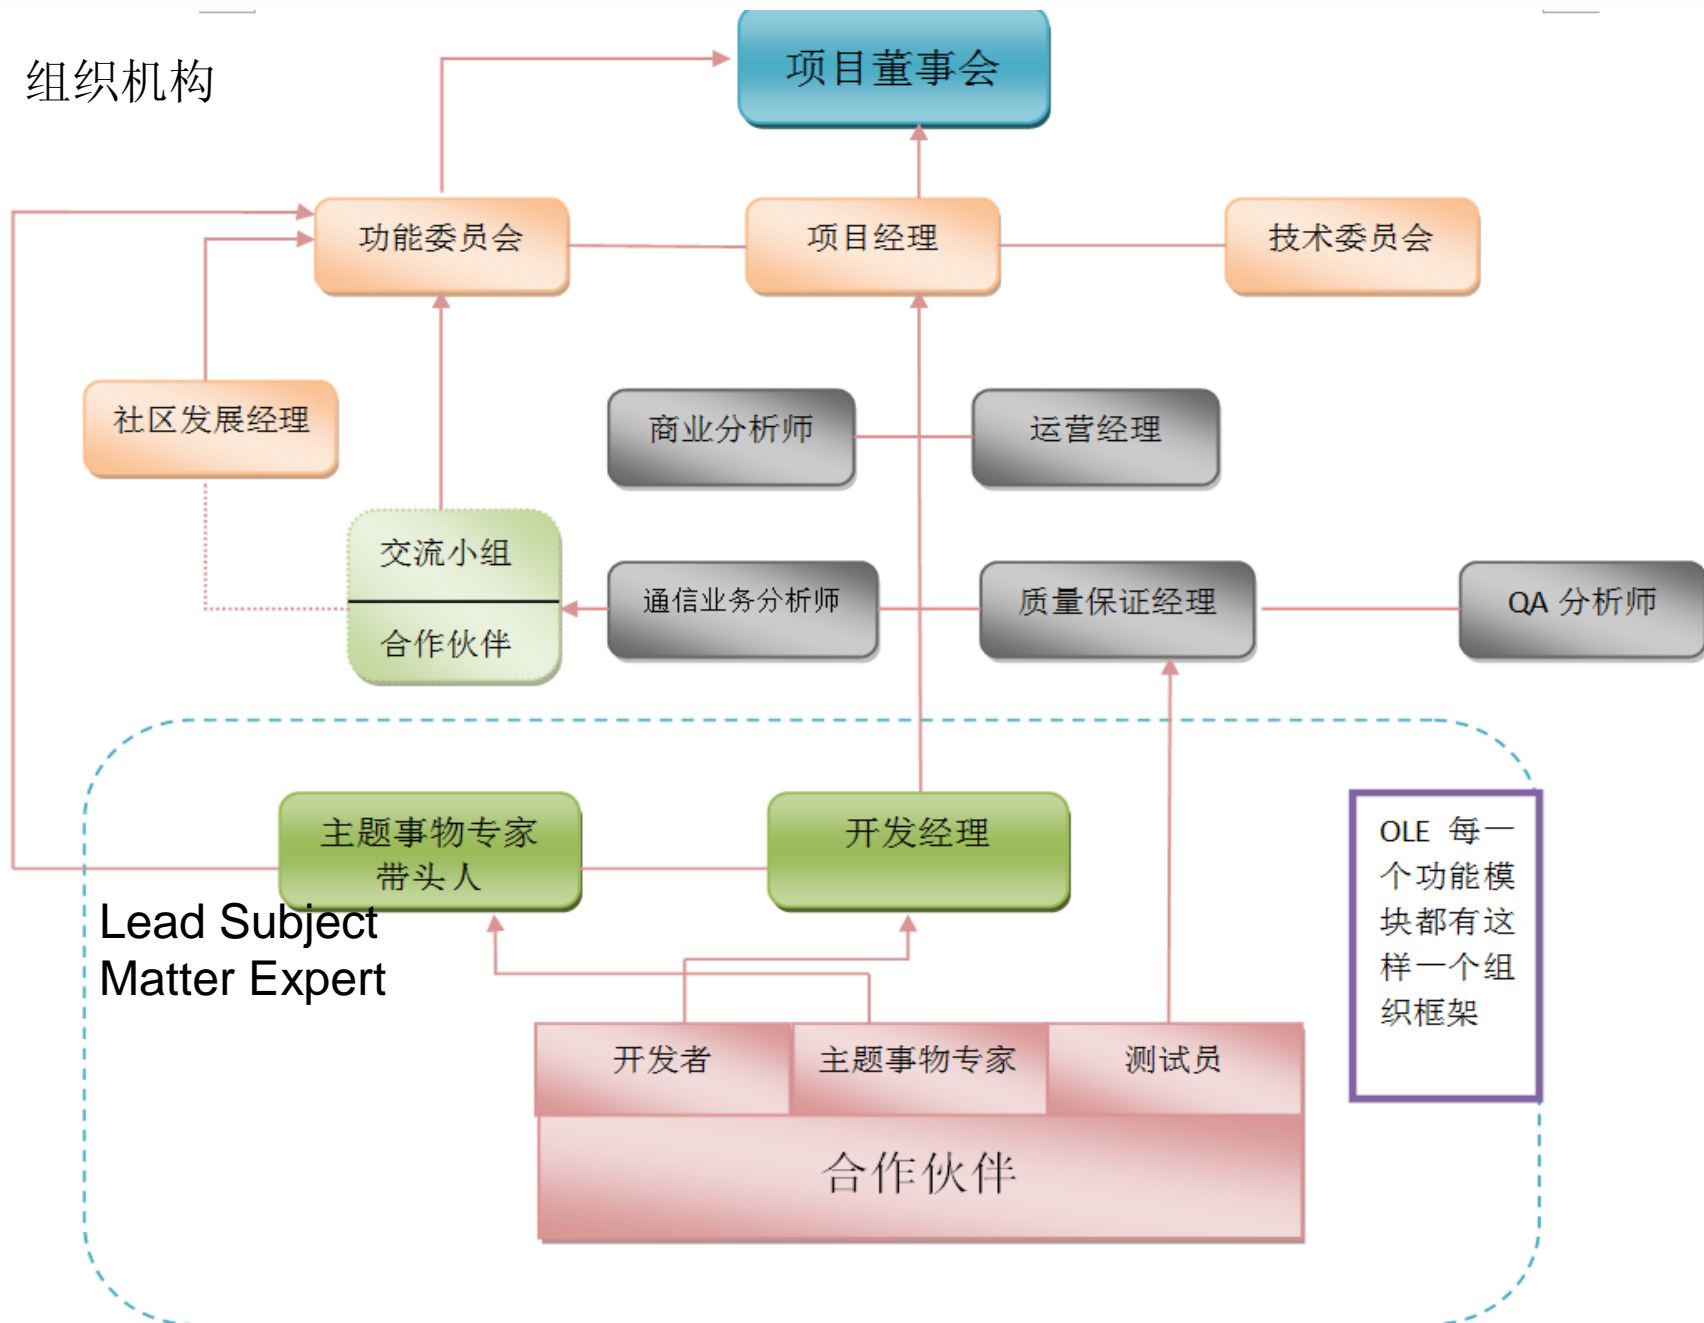 组织机构
项目董事会
功能委员会
项目经理
技术委员会
社区发展经理
商业分析师
运营经理
交流小组
合作伙伴
通信业务分析师
质量保证经理
QA 分析师
主题事物专家
带头人
开发经理
Lead Subject
Matter Expert
OLE 每一
个功能模
块都有这
样一个组
织框架
开发者
主题事物专家
测试员
合作伙伴